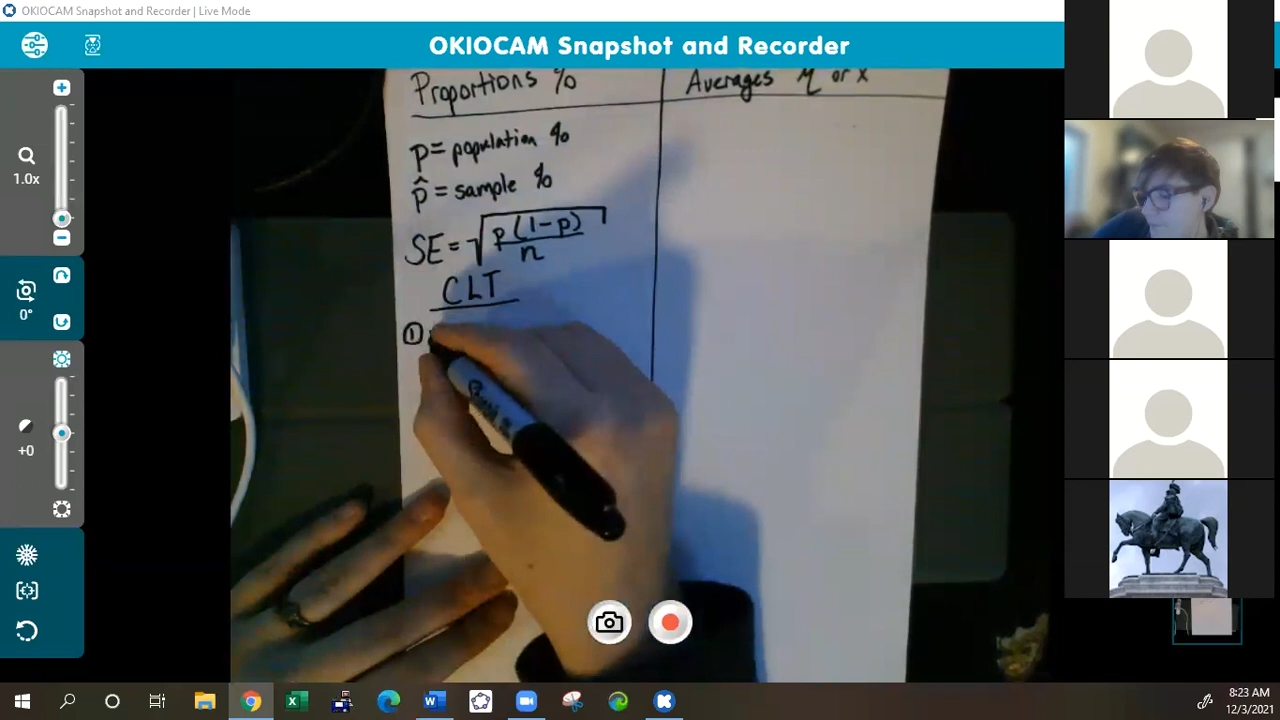 OKIOCAM Snapshot and Recorder | Live Mode
OKIOCAM Snapshot and Recorder
1.0x
0°
+0
Proportions %
Averages μ or x
p = population %
p̂ = sample %
SE = √(p(1-p)/n)
CLT
①
8:23 AM
12/3/2021